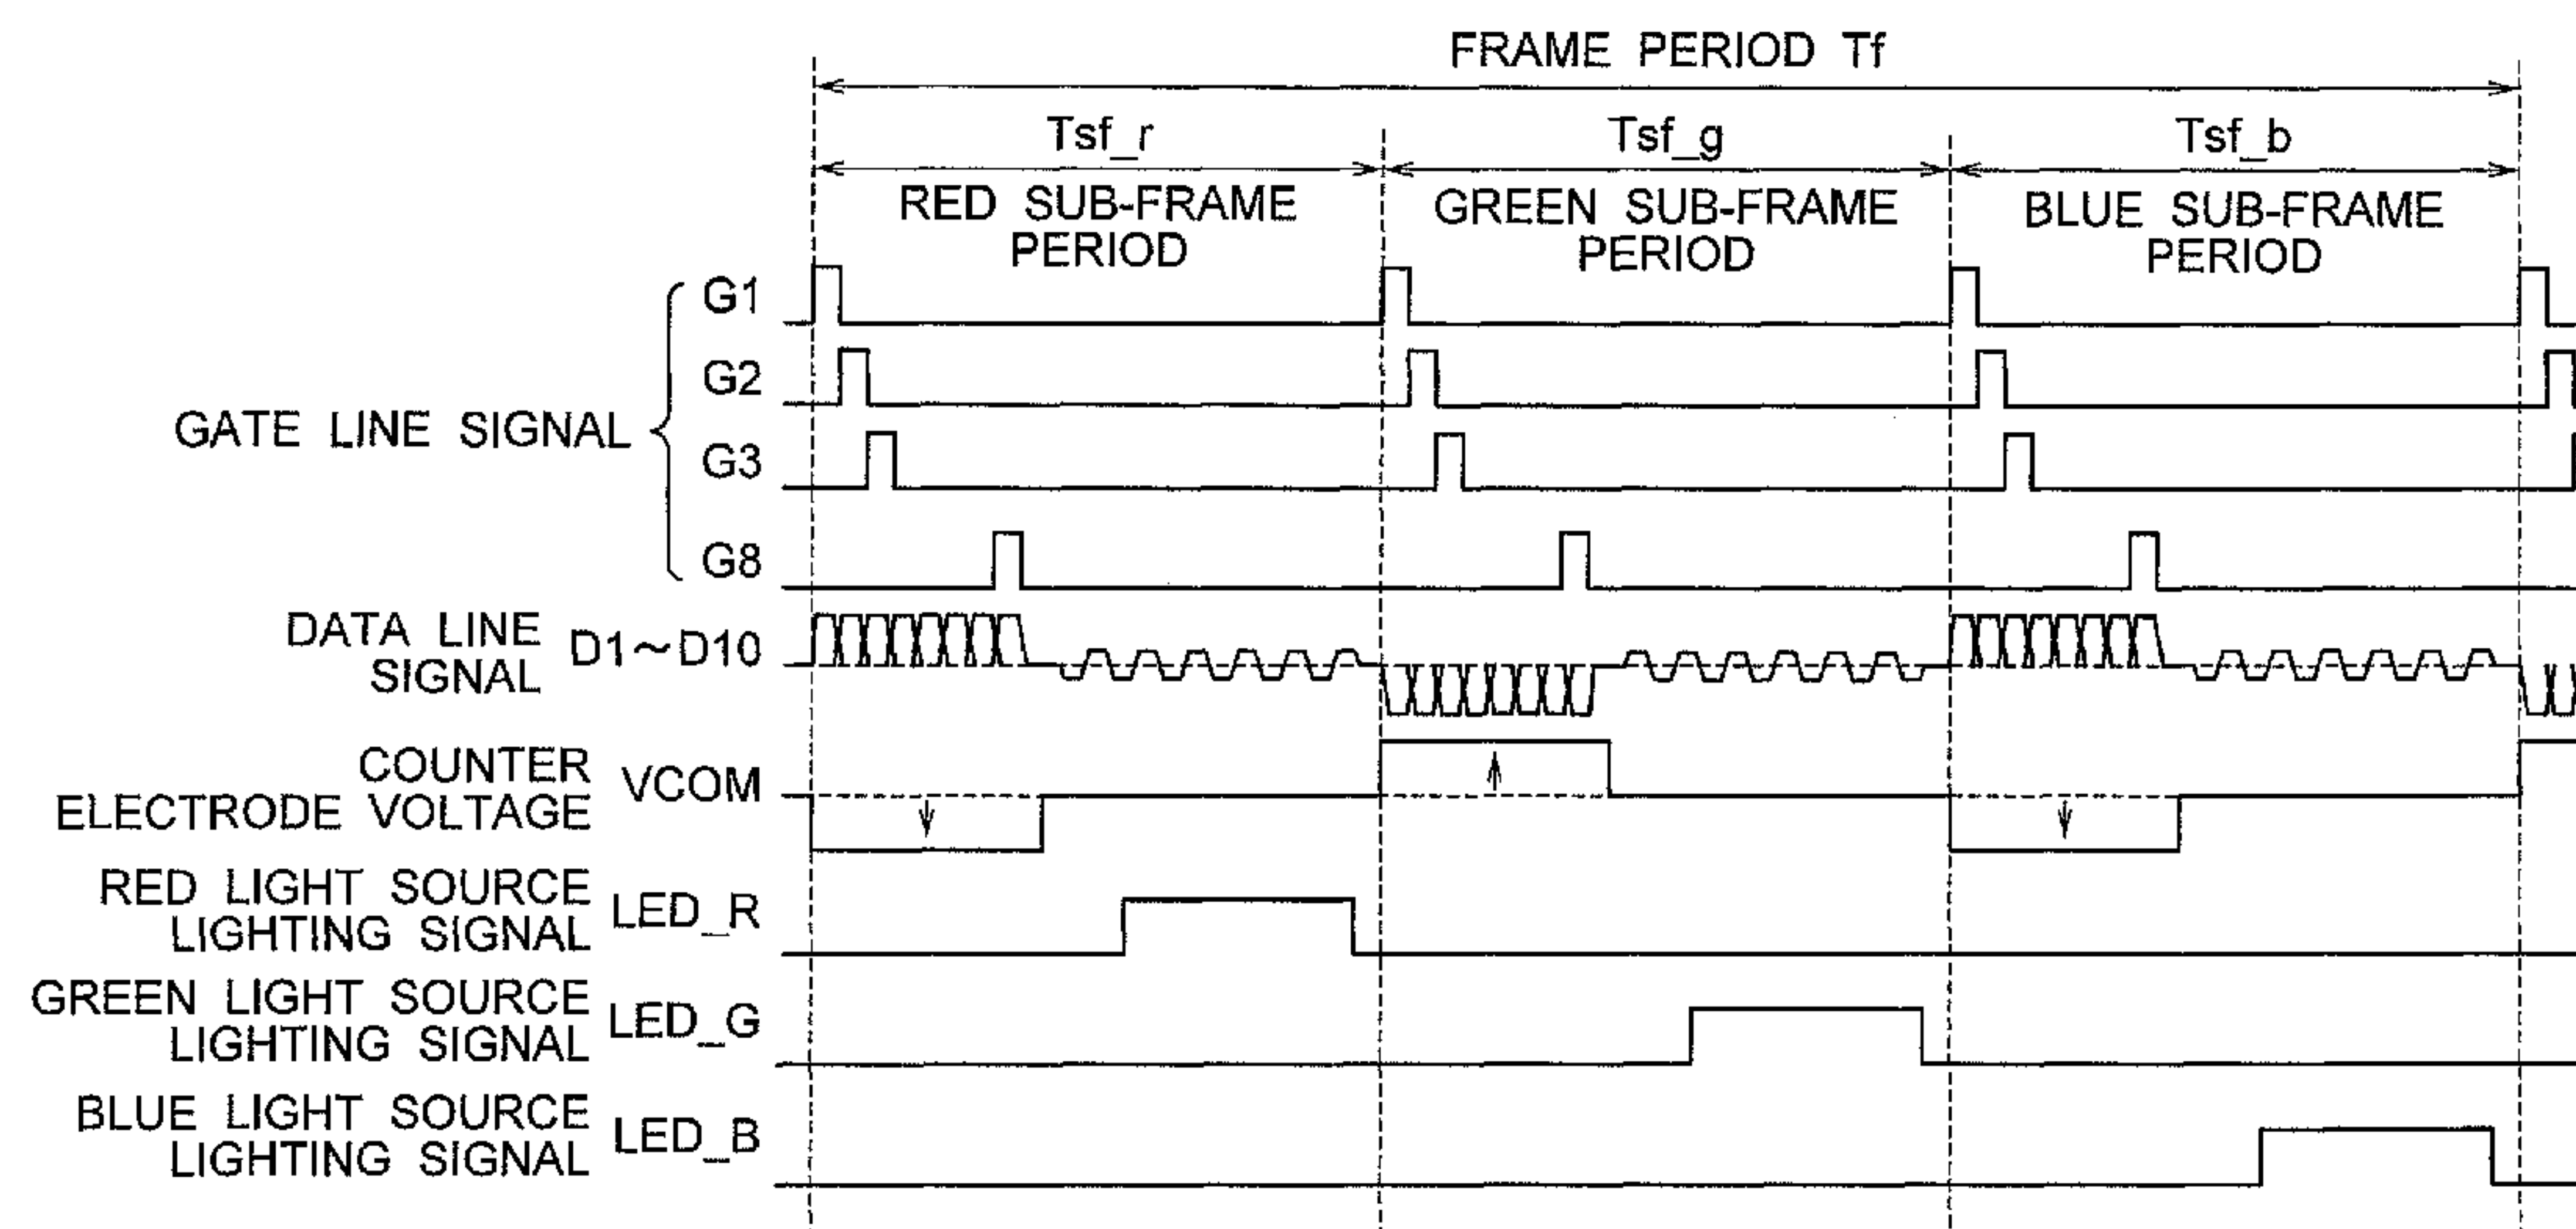 FRAME PERIOD Tf
Tsf_r
Tsf_g
Tsf_b
RED SUB-FRAME
PERIOD
GREEN SUB-FRAME
PERIOD
BLUE SUB-FRAME
PERIOD
GATE LINE SIGNAL
G1
G2
G3
G8
DATA LINE
SIGNAL
D1~D10
COUNTER
ELECTRODE VOLTAGE
VCOM
RED LIGHT SOURCE
LIGHTING SIGNAL
LED_R
GREEN LIGHT SOURCE
LIGHTING SIGNAL
LED_G
BLUE LIGHT SOURCE
LIGHTING SIGNAL
LED_B